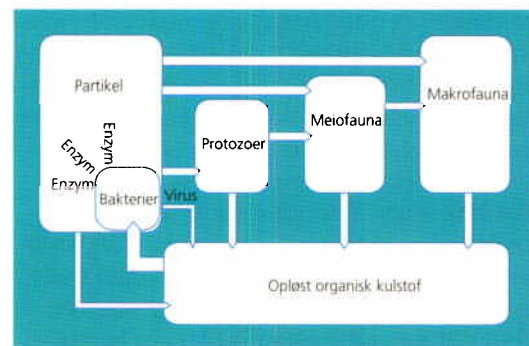 Partikel
Makrofauna
Meiofauna
Protozoer
Enzym
Enzym
Enzym
Bakterier
Virus
Opløst organisk kulstof